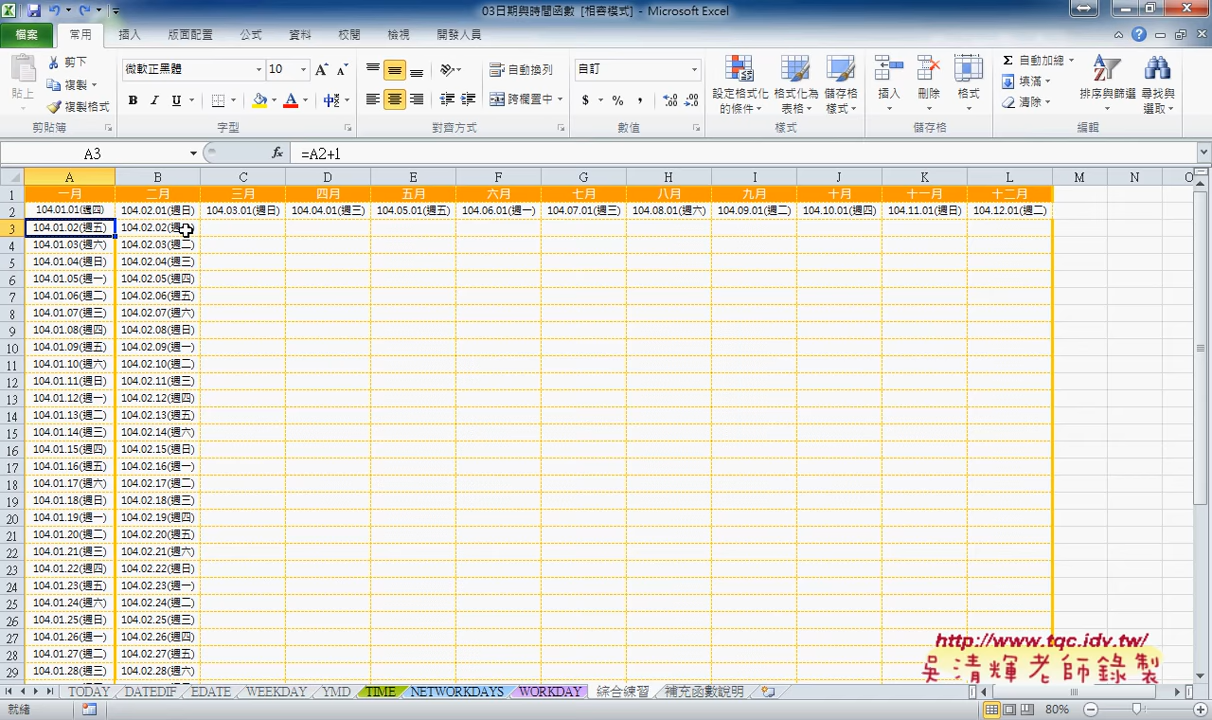 03日期與時間函數 [相容模式] - Microsoft Excel
檔案 常用 插入 版面配置 公式 資料 校閱 檢視 開發人員
貼上 剪下 複製 複製格式 剪貼簿
微軟正黑體 10 B I U A 中 字型
自動換列 跨欄置中 對齊方式
自訂 $ % , 數值
設定格式化的條件 格式化為表格 儲存格樣式 樣式
插入 刪除 格式 儲存格
Σ 自動加總 填滿 清除 排序與篩選 尋找與選取 編輯
A3 fx =A2+1
A B C D E F G H I J K L M N O
1 一月 二月 三月 四月 五月 六月 七月 八月 九月 十月 十一月 十二月
2 104.01.01(週四) 104.02.01(週日) 104.03.01(週日) 104.04.01(週三) 104.05.01(週五) 104.06.01(週一) 104.07.01(週三) 104.08.01(週六) 104.09.01(週二) 104.10.01(週四) 104.11.01(週日) 104.12.01(週二)
3 104.01.02(週五) 104.02.02(週
4 104.01.03(週六) 104.02.03(週二)
5 104.01.04(週日) 104.02.04(週三)
6 104.01.05(週一) 104.02.05(週四)
7 104.01.06(週二) 104.02.06(週五)
8 104.01.07(週三) 104.02.07(週六)
9 104.01.08(週四) 104.02.08(週日)
10 104.01.09(週五) 104.02.09(週一)
11 104.01.10(週六) 104.02.10(週二)
12 104.01.11(週日) 104.02.11(週三)
13 104.01.12(週一) 104.02.12(週四)
14 104.01.13(週二) 104.02.13(週五)
15 104.01.14(週三) 104.02.14(週六)
16 104.01.15(週四) 104.02.15(週日)
17 104.01.16(週五) 104.02.16(週一)
18 104.01.17(週六) 104.02.17(週二)
19 104.01.18(週日) 104.02.18(週三)
20 104.01.19(週一) 104.02.19(週四)
21 104.01.20(週二) 104.02.20(週五)
22 104.01.21(週三) 104.02.21(週六)
23 104.01.22(週四) 104.02.22(週日)
24 104.01.23(週五) 104.02.23(週一)
25 104.01.24(週六) 104.02.24(週二)
26 104.01.25(週日) 104.02.25(週三)
27 104.01.26(週一) 104.02.26(週四)
28 104.01.27(週二) 104.02.27(週五)
29 104.01.28(週三) 104.02.28(週六)
http://www.tqc.idv.tw/
吳清輝老師錄製
TODAY DATEDIF EDATE WEEKDAY YMD TIME NETWORKDAYS WORKDAY 綜合練習 補充函數說明
就緒 80%